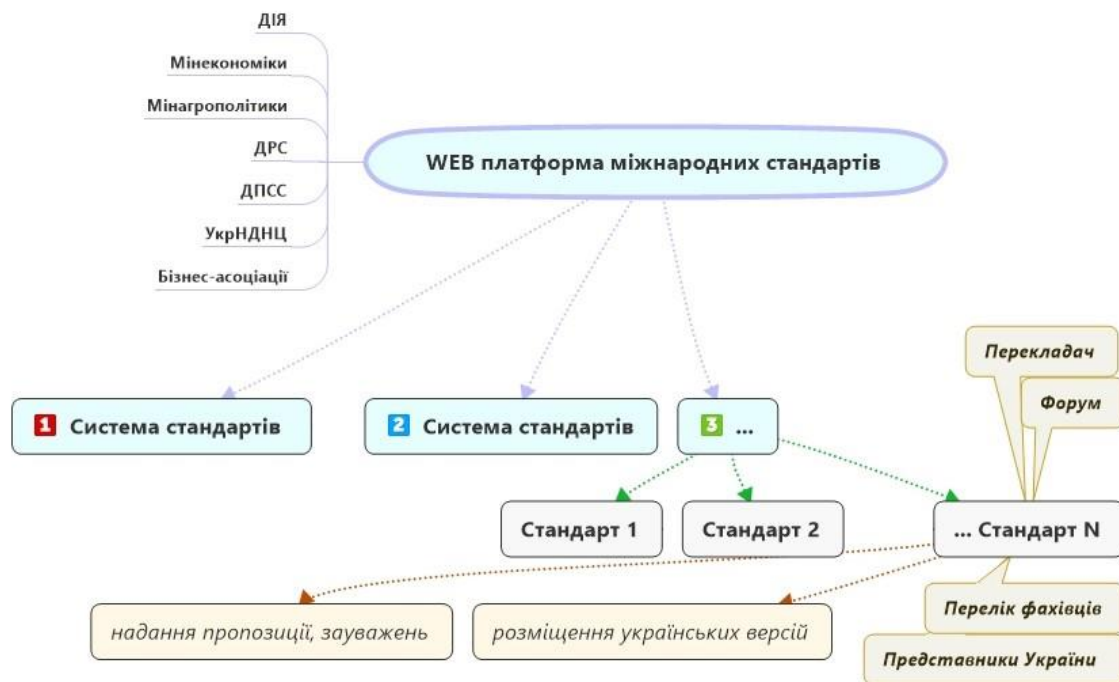 ДІЯ
Мінекономіки
Мінагрополітики
ДРС
ДПСС
УкрНДНЦ
Бізнес-асоціації
WEB платформа міжнародних стандартів
1 Система стандартів
2 Система стандартів
3 ...
Перекладач
Форум
Стандарт 1
Стандарт 2
... Стандарт N
надання пропозиції, зауважень
розміщення українських версій
Перелік фахівців
Представники України